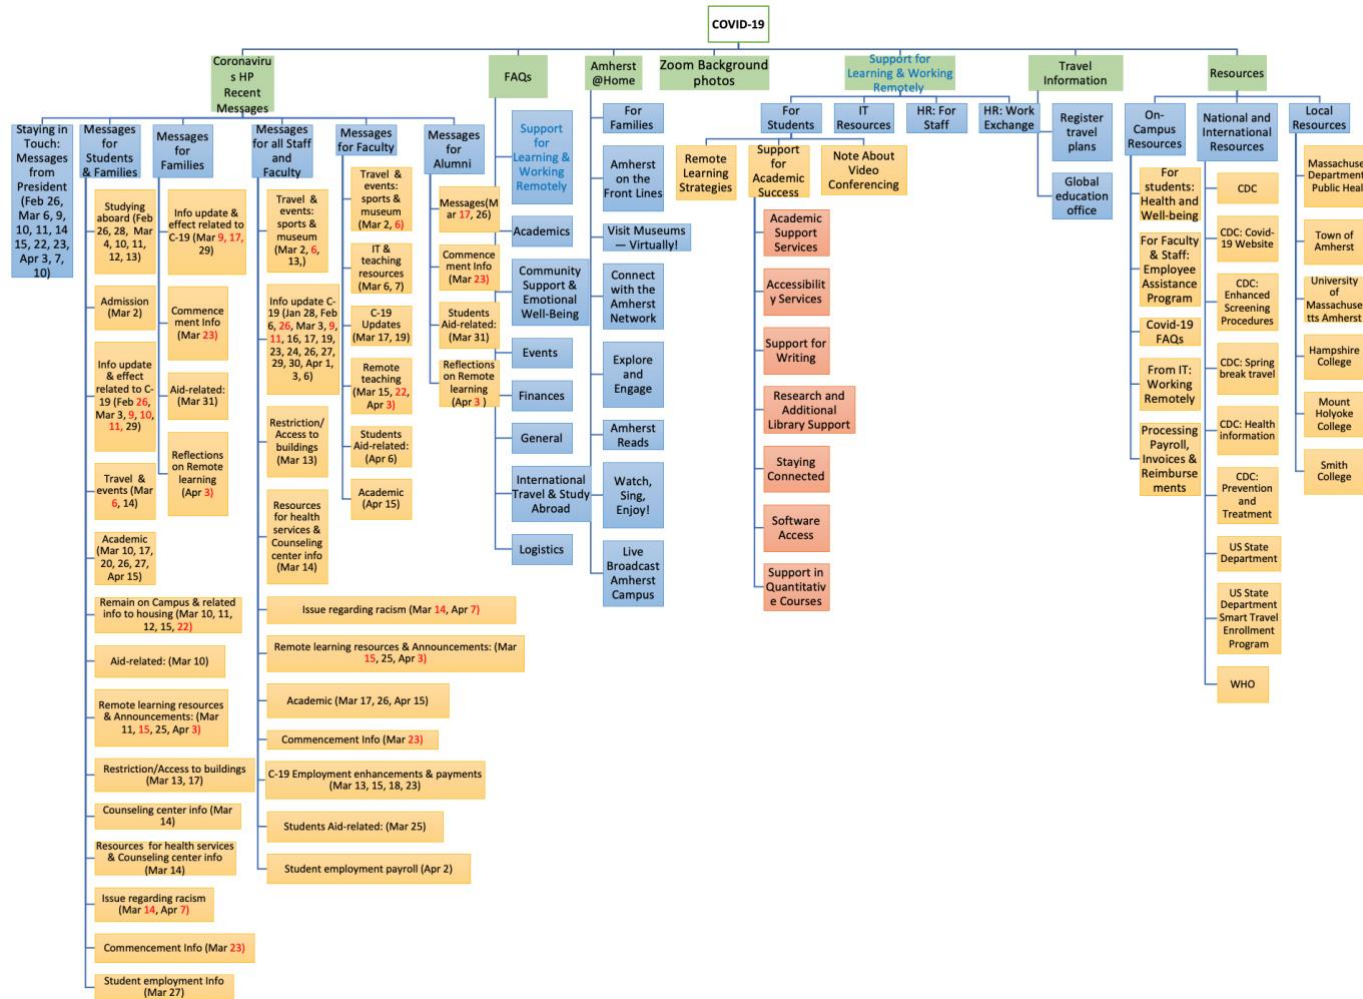 COVID-19
Coronaviru
s HP
Recent
Messages
FAQs
Amherst
@Home
Zoom Background
photos
Support for
Learning & Working
Remotely
Travel
Information
Resources
Staying in
Touch:
Messages
from
President
(Feb 26,
Mar 6, 9,
10, 11, 14
15, 22, 23,
Apr 3, 7,
10)
Messages
for
Students
& Families
Studying
aboard (Feb
26, 28, Mar
4, 10, 11,
12, 13)
Admission
(Mar 2)
Info update
& effect
related to C-
19 (Feb 26,
Mar 3, 9, 10,
11, 29)
Travel &
events (Mar
6, 14)
Academic
(Mar 10, 17,
20, 26, 27,
Apr 15)
Remain on Campus & related
info to housing (Mar 10, 11,
12, 15, 22)
Aid-related: (Mar 10)
Remote learning resources
& Announcements: (Mar
11, 15, 25, Apr 3)
Restriction/Access to buildings
(Mar 13, 17)
Counseling center info (Mar
14)
Resources for health services
& Counseling center info
(Mar 14)
Issue regarding racism
(Mar 14, Apr 7)
Commencement Info (Mar 23)
Student employment Info
(Mar 27)
Messages
for
Families
Info update &
effect related to
C-19 (Mar 9, 17,
29)
Commence
ment Info
(Mar 23)
Aid-related:
(Mar 31)
Reflections
on Remote
learning
(Apr 3)
Messages
for all Staff
and
Faculty
Travel &
events:
sports &
museum
(Mar 2, 6,
13,)
Info update C-
19 (Jan 28, Feb
6, 26, Mar 3, 9,
11, 16, 17, 19,
23, 24, 26, 27,
29, 30, Apr 1,
3, 6)
Restriction/
Access to
buildings
(Mar 13)
Resources
for health
services &
Counseling
center info
(Mar 14)
Issue regarding racism (Mar 14, Apr 7)
Remote learning resources & Announcements: (Mar
15, 25, Apr 3)
Academic (Mar 17, 26, Apr 15)
Commencement Info (Mar 23)
C-19 Employment enhancements & payments
(Mar 13, 15, 18, 23)
Students Aid-related: (Mar 25)
Student employment payroll (Apr 2)
Messages
for Faculty
Travel &
events:
sports &
museum
(Mar 2, 6)
IT &
teaching
resources
(Mar 6, 7)
C-19
Updates
(Mar 17, 19)
Remote
teaching
(Mar 15, 22,
Apr 3)
Students
Aid-related:
(Apr 6)
Academic
(Apr 15)
Messages
for
Alumni
Messages(M
ar 17, 26)
Commence
ment Info
(Mar 23)
Students
Aid-related:
(Mar 31)
Reflections
on Remote
learning
(Apr 3 )
Support
for
Learning &
Working
Remotely
Academics
Community
Support &
Emotional
Well-Being
Events
Finances
General
International
Travel & Study
Abroad
Logistics
For
Families
Amherst
on the
Front Lines
Visit Museums
— Virtually!
Connect
with the
Amherst
Network
Explore
and
Engage
Amherst
Reads
Watch,
Sing,
Enjoy!
Live
Broadcast
Amherst
Campus
For
Students
IT
Resources
HR: For
Staff
HR: Work
Exchange
Remote
Learning
Strategies
Support
for
Academic
Success
Note About
Video
Conferencing
Academic
Support
Services
Accessibilit
y Services
Support for
Writing
Research and
Additional
Library Support
Staying
Connected
Software
Access
Support in
Quantitativ
e Courses
Register
travel
plans
Global
education
office
On-
Campus
Resources
For
students:
Health and
Well-being
For Faculty
& Staff:
Employee
Assistance
Program
Covid-19
FAQs
From IT:
Working
Remotely
Processing
Payroll,
Invoices &
Reimburse
ments
National and
International
Resources
CDC
CDC: Covid-
19 Website
CDC:
Enhanced
Screening
Procedures
CDC: Spring
break travel
CDC: Health
information
CDC:
Prevention
and
Treatment
US State
Department
US State
Department
Smart Travel
Enrollment
Program
WHO
Local
Resources
Massachuse
Department
Public Heal
Town of
Amherst
University
of
Massachuse
tts Amherst
Hampshire
College
Mount
Holyoke
College
Smith
College